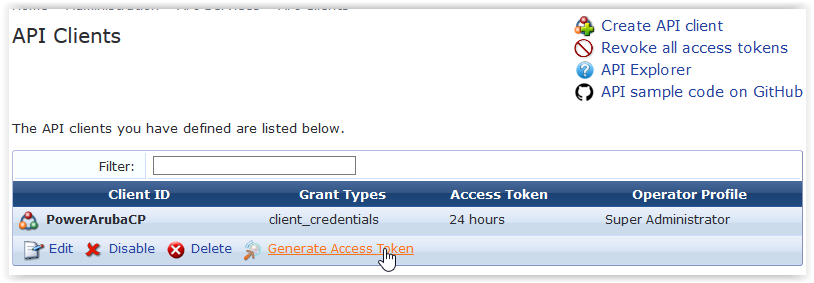 API Clients
Create API client
Revoke all access tokens
API Explorer
API sample code on GitHub
The API clients you have defined are listed below.
Filter:
Client ID Grant Types Access Token Operator Profile
PowerArubaCP client_credentials 24 hours Super Administrator
Edit Disable Delete Generate Access Token